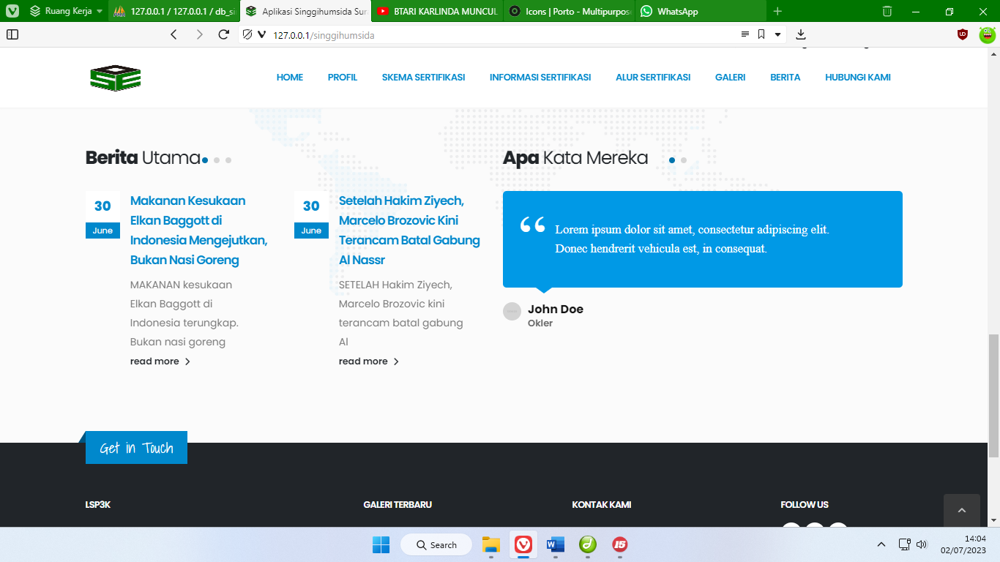 Ruang Kerja
127.0.0.1 / 127.0.0.1 / db_si
Aplikasi Singgihumsida Sur
BTARI KARLINDA MUNCUL
Icons | Porto - Multipurpose
WhatsApp
127.0.0.1/singgihumsida
HOME
PROFIL
SKEMA SERTIFIKASI
INFORMASI SERTIFIKASI
ALUR SERTIFIKASI
GALERI
BERITA
HUBUNGI KAMI
Berita Utama
30
June
Makanan Kesukaan
Elkan Baggott di
Indonesia Mengejutkan,
Bukan Nasi Goreng
MAKANAN kesukaan
Elkan Baggott di
Indonesia terungkap.
Bukan nasi goreng
read more
30
June
Setelah Hakim Ziyech,
Marcelo Brozovic Kini
Terancam Batal Gabung
Al Nassr
SETELAH Hakim Ziyech,
Marcelo Brozovic kini
terancam batal gabung
Al
read more
Apa Kata Mereka
Lorem ipsum dolor sit amet, consectetur adipiscing elit.
Donec hendrerit vehicula est, in consequat.
John Doe
Okler
Get in Touch
LSP3K
GALERI TERBARU
KONTAK KAMI
FOLLOW US
Search
14:04
02/07/2023